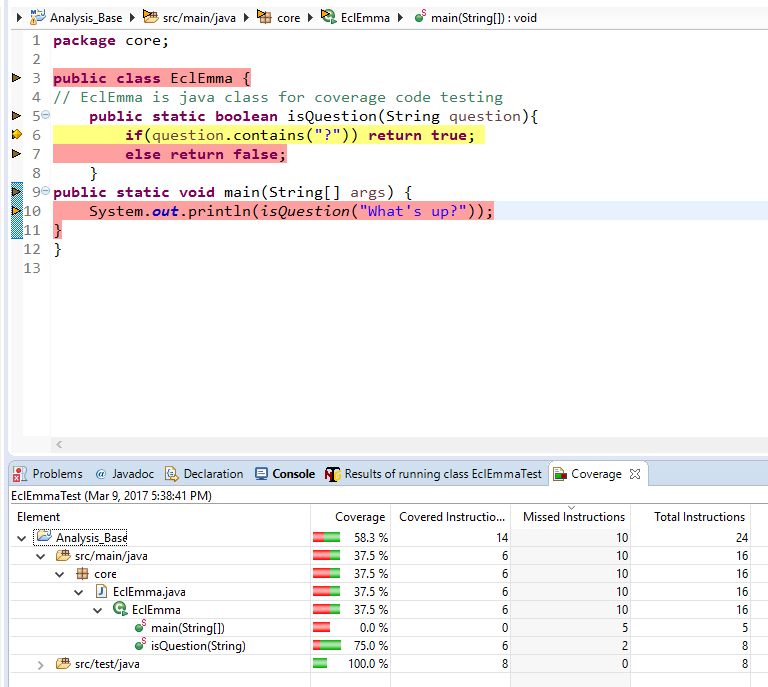 Analysis_Base src/main/java core EclEmma main(String[]) : void
1 package core;
2
3 public class EclEmma {
4 // EclEmma is java class for coverage code testing
5 public static boolean isQuestion(String question){
6 if(question.contains("?")) return true;
7 else return false;
8 }
9 public static void main(String[] args) {
10 System.out.println(isQuestion("What's up?"));
11 }
12 }
13
Problems @ Javadoc Declaration Console Results of running class EclEmmaTest Coverage
EclEmmaTest (Mar 9, 2017 5:38:41 PM)
Element Coverage Covered Instructio... Missed Instructions Total Instructions
Analysis_Base 58.3 % 14 10 24
src/main/java 37.5 % 6 10 16
core 37.5 % 6 10 16
EclEmma.java 37.5 % 6 10 16
EclEmma 37.5 % 6 10 16
main(String[]) 0.0 % 0 5 5
isQuestion(String) 75.0 % 6 2 8
src/test/java 100.0 % 8 0 8